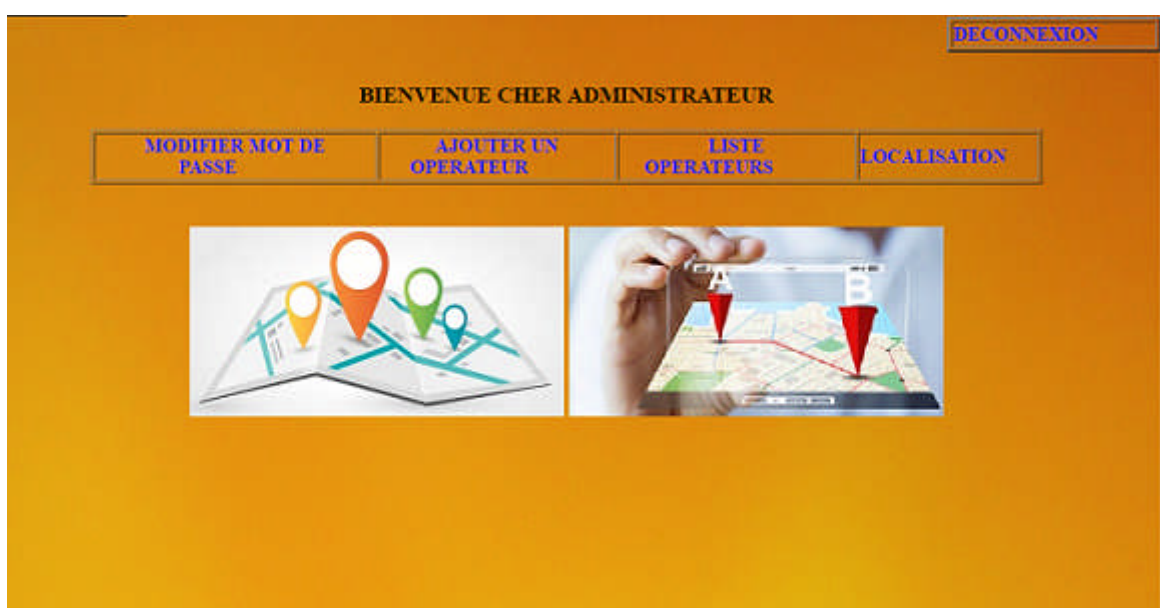 DECONNEXION
BIENVENUE CHER ADMINISTRATEUR
MODIFIER MOT DE
PASSE
AJOUTER UN
OPERATEUR
LISTE
OPERATEURS
LOCALISATION
A
B